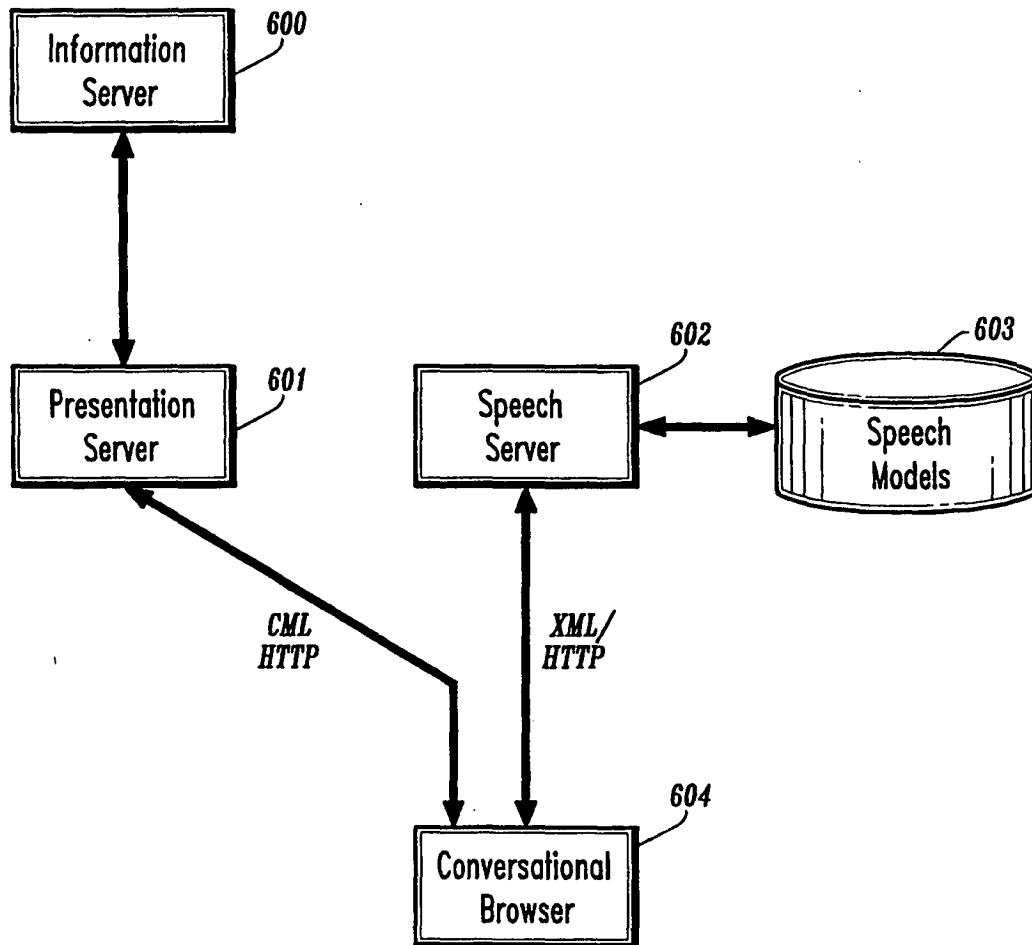 Information
Server
600
Presentation
Server
601
Speech
Server
602
Speech
Models
603
CML
HTTP
XML/
HTTP
Conversational
Browser
604